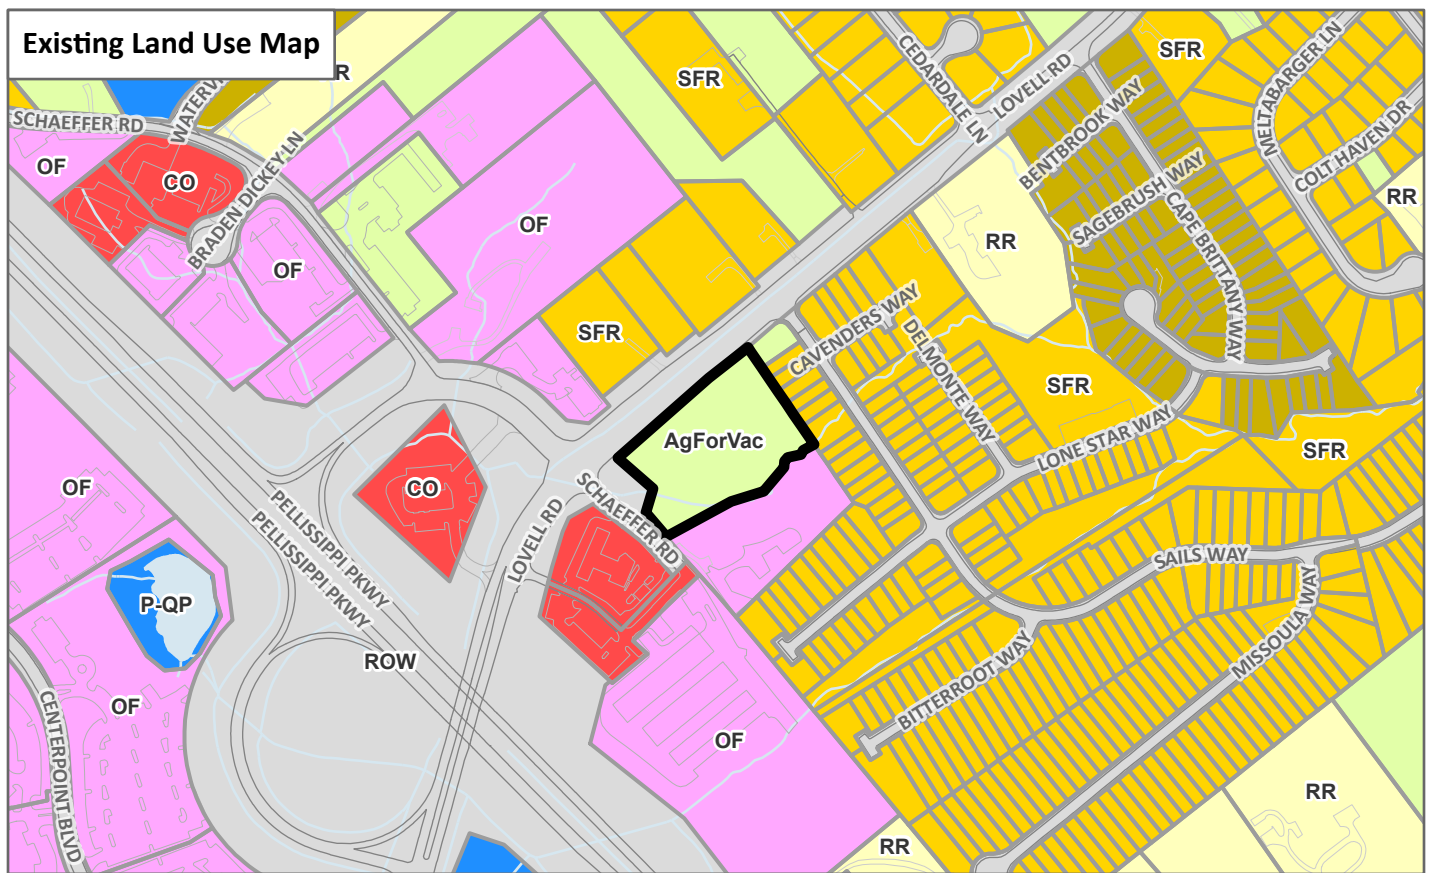 Existing Land Use Map
R
SFR
SFR
CEDARDALE LN
LOVELL RD
MELTABARGER LN
SCHAEFFER RD
OF
CO
BRADEN DICKEY LN
BENTBROOK WAY
COLT HAVEN DR
SAGEBRUSH WAY
CAPE BRITTANY WAY
RR
OF
OF
RR
SFR
CAVENDERS WAY
DELMONTE WAY
SFR
LONE STAR WAY
SFR
AgForVac
OF
CO
PELLISSIPPI PKWY
PELLISSIPPI PKWY
LOVELL RD
SCHAEFFER RD.
SAILS WAY
MISSOULA WAY
P-QP
ROW
OF
CENTERPOINT BLVD
BITTERROOT WAY
OF
RR
RR